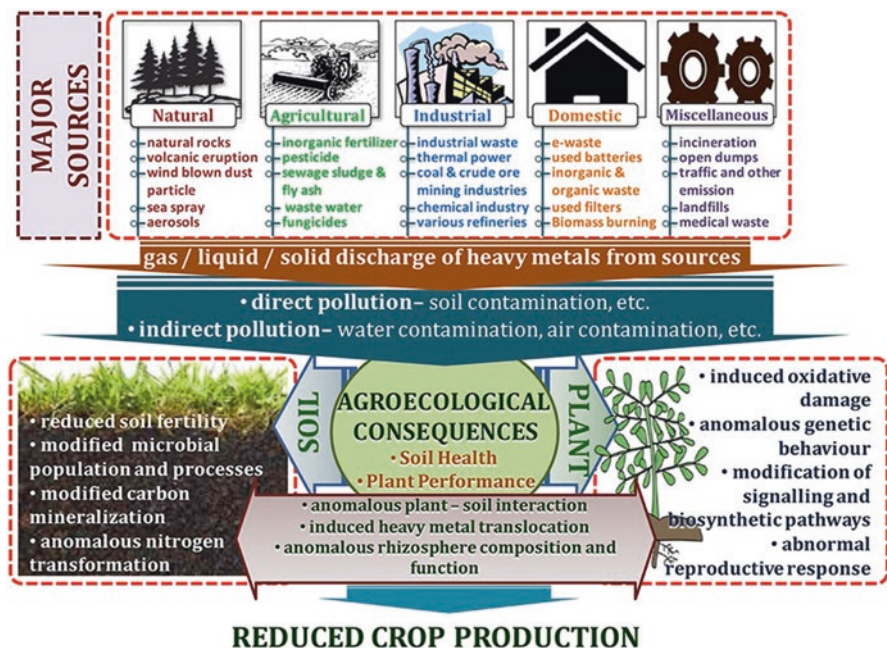 MAJOR
SOURCES
Natural
natural rocks
volcanic eruption
wind blown dust
particle
sea spray
aerosols
Agricultural
inorganic fertilizer
pesticide
sewage sludge &
fly ash
waste water
fungicides
Industrial
industrial waste
thermal power
coal & crude ore
mining industries
chemical industry
various refineries
Domestic
e-waste
used batteries
inorganic &
organic waste
used filters
Biomass burning
Miscellaneous
incineration
open dumps
traffic and other
emission
landfills
medical waste
gas / liquid / solid discharge of heavy metals from sources
• direct pollution– soil contamination, etc.
• indirect pollution– water contamination, air contamination, etc.
• reduced soil fertility
• modified microbial
population and processes
• modified carbon
mineralization
• anomalous nitrogen
transformation
SOIL
AGROECOLOGICAL
CONSEQUENCES
• Soil Health
• Plant Performance
PLANT
• induced oxidative
damage
• anomalous genetic
behaviour
• modification of
signalling and
biosynthetic pathways
• abnormal
reproductive response
• anomalous plant – soil interaction
• induced heavy metal translocation
• anomalous rhizosphere composition and
function
REDUCED CROP PRODUCTION